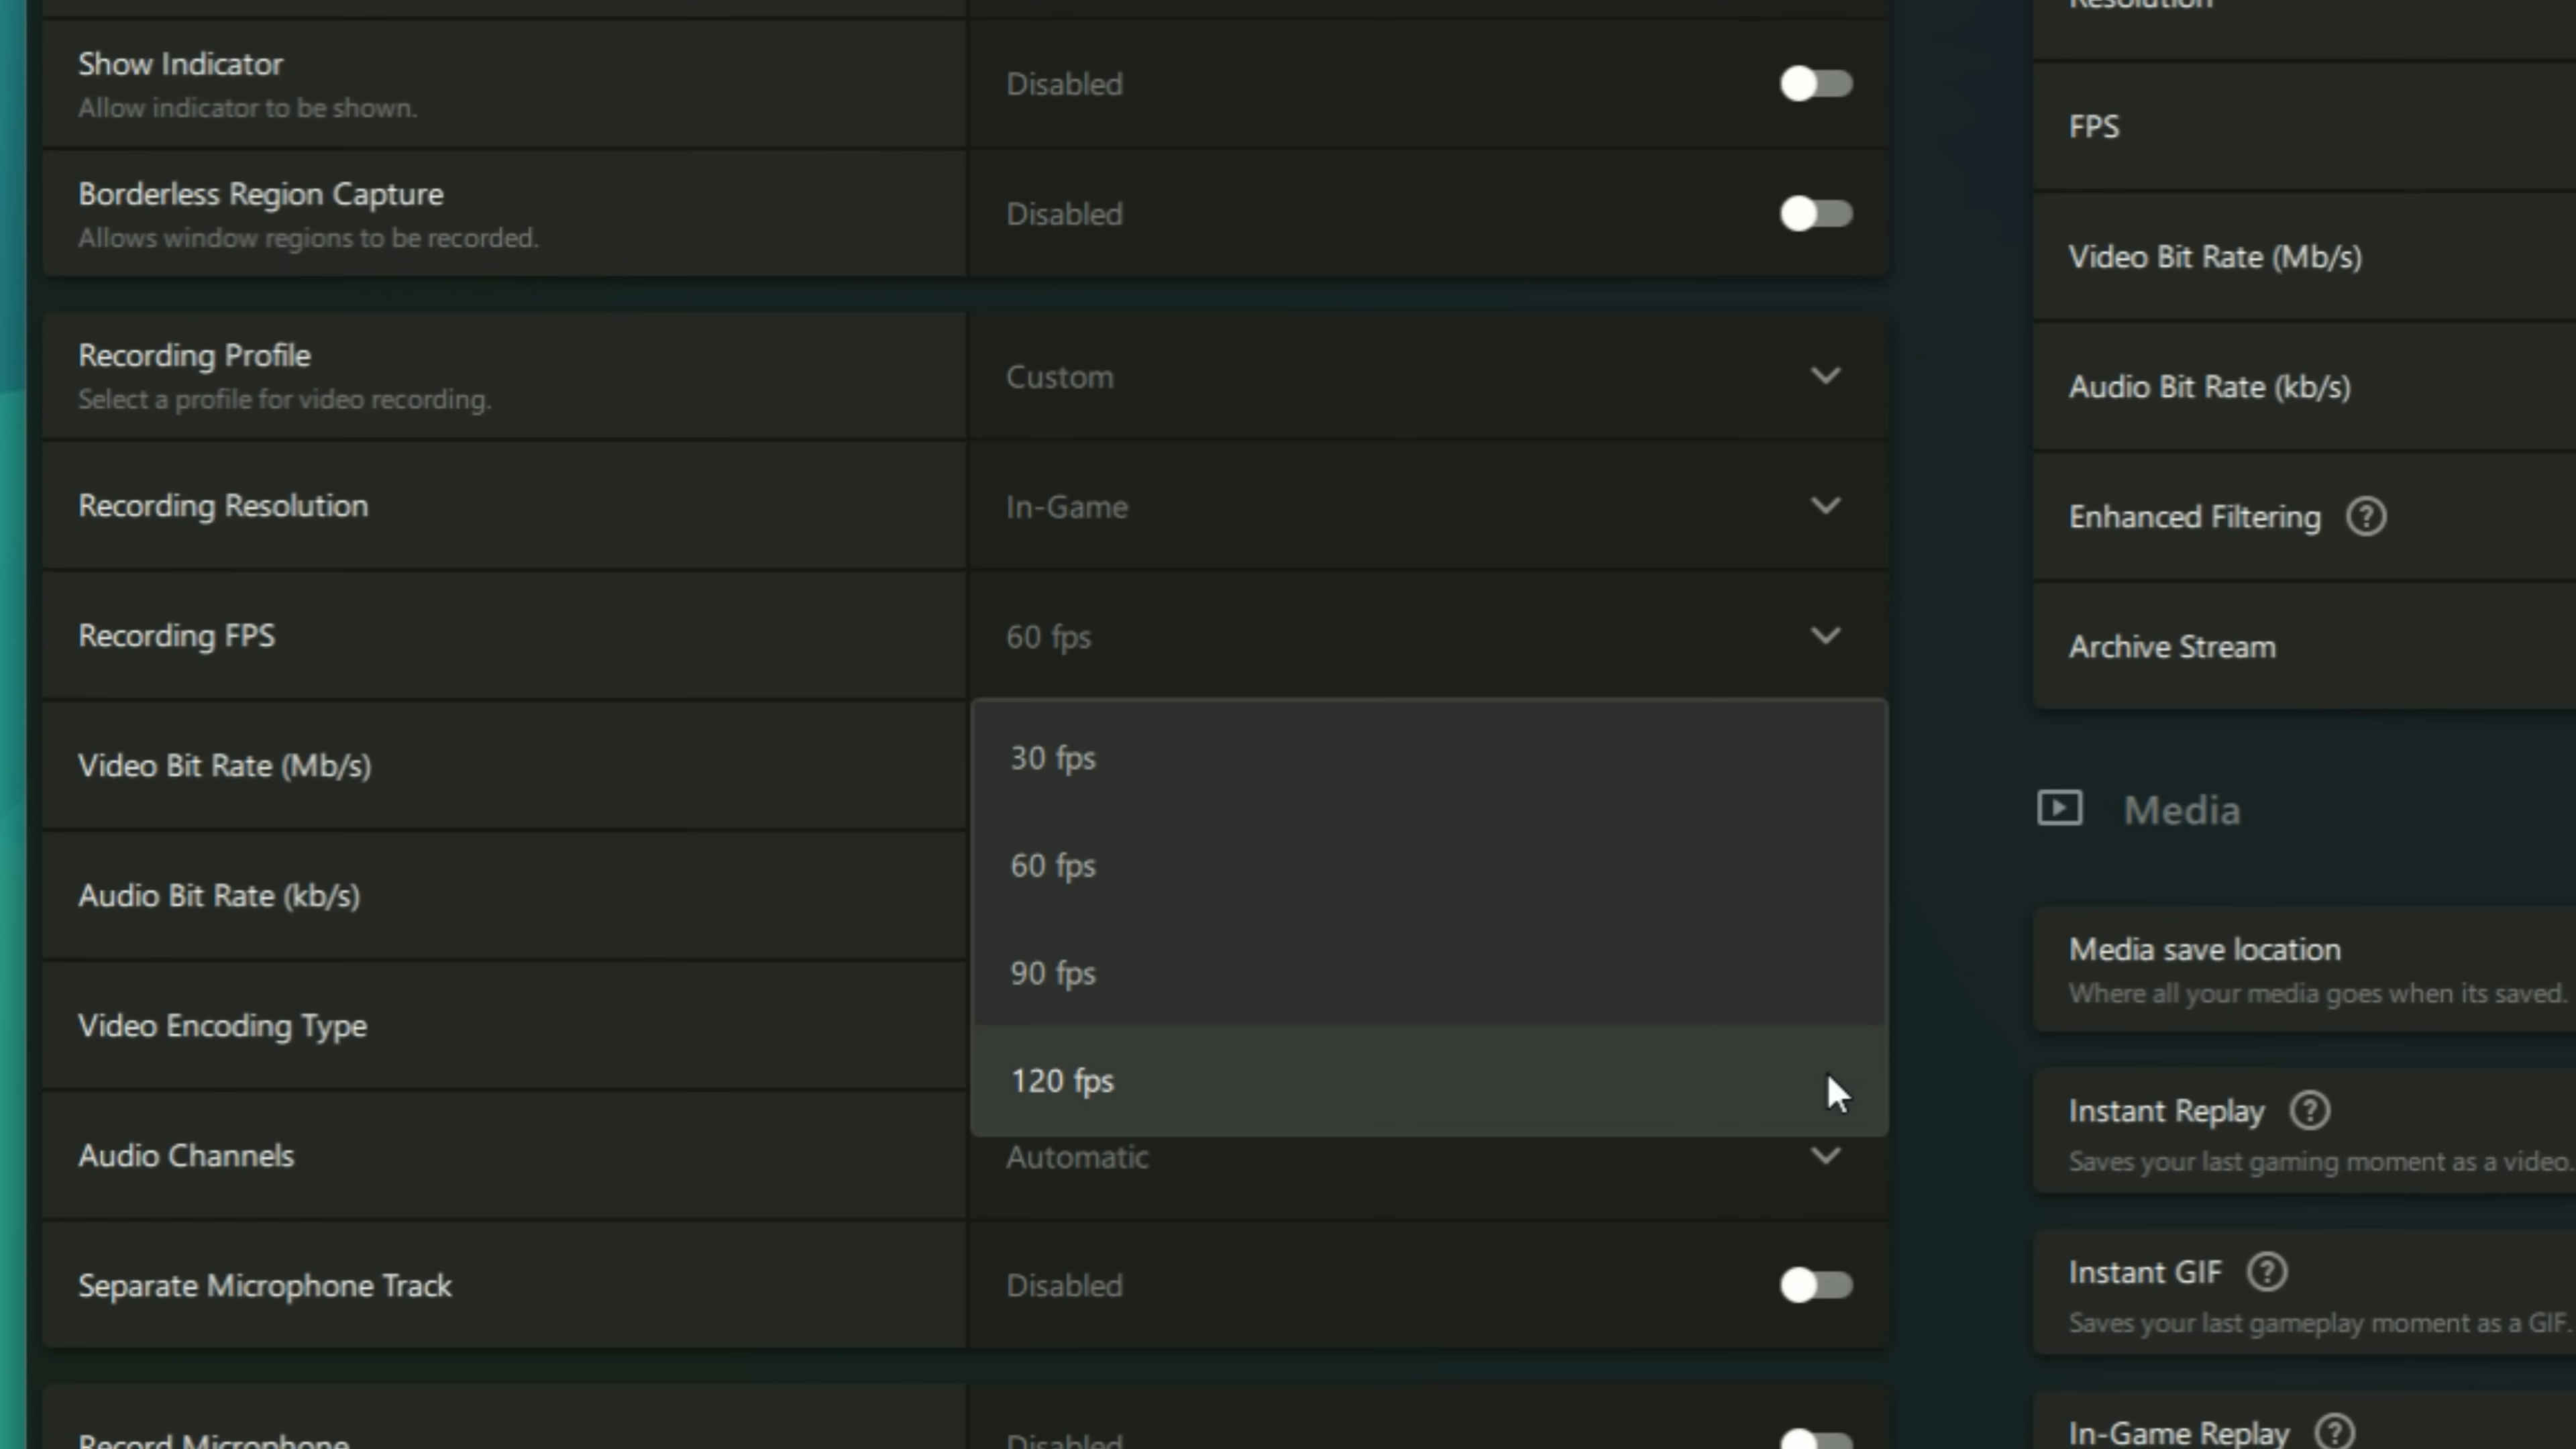 Show Indicator
Allow indicator to be shown.
Disabled
Borderless Region Capture
Allows window regions to be recorded.
Disabled
Recording Profile
Select a profile for video recording.
Custom
Recording Resolution
In-Game
Recording FPS
60 fps
30 fps
60 fps
90 fps
120 fps
Video Bit Rate (Mb/s)
Audio Bit Rate (kb/s)
Video Encoding Type
Audio Channels
Automatic
Separate Microphone Track
Disabled
Record Microphone
Disabled
Resolution
FPS
Video Bit Rate (Mb/s)
Audio Bit Rate (kb/s)
Enhanced Filtering
Archive Stream
Media
Media save location
Where all your media goes when its saved.
Instant Replay
Saves your last gaming moment as a video.
Instant GIF
Saves your last gameplay moment as a GIF.
In-Game Replay